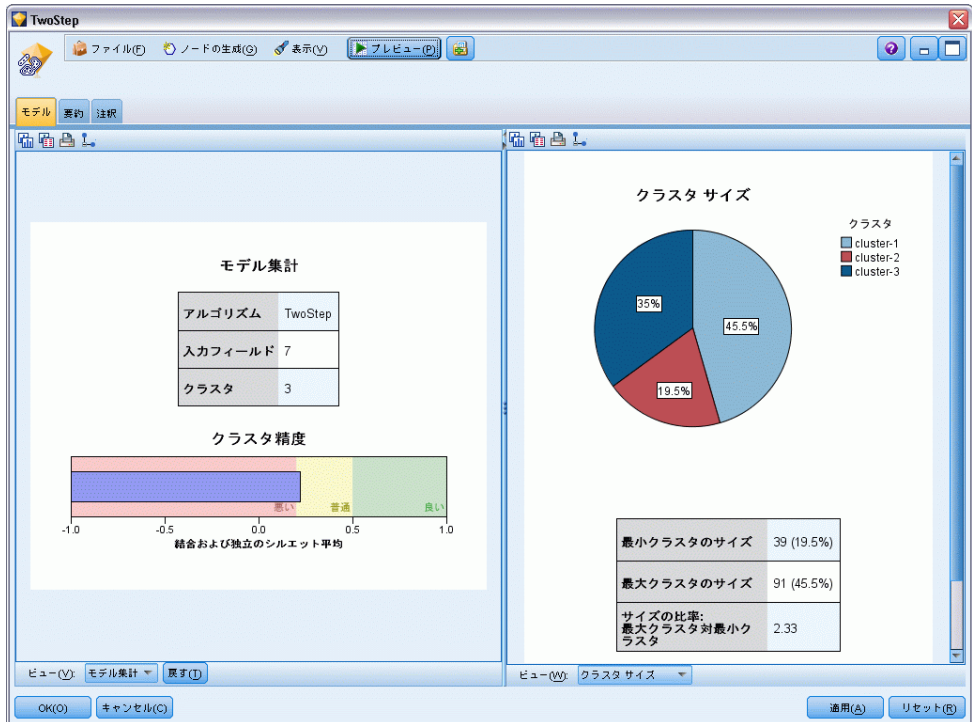 TwoStep
ファイル(F) ノードの生成(G) 表示(V) プレビュー(P)
モデル 要約 注釈
モデル集計
アルゴリズム TwoStep
入力フィールド 7
クラスタ 3
クラスタ精度
悪い 普通 良い
-1.0 -0.5 0.0 0.5 1.0
結合および独立のシルエット平均
ビュー(V): モデル集計 戻す(T)
クラスタ サイズ
クラスタ
cluster-1
cluster-2
cluster-3
35%
45.5%
19.5%
最小クラスタのサイズ 39 (19.5%)
最大クラスタのサイズ 91 (45.5%)
サイズの比率:
最大クラスタ対最小ク
ラスタ
2.33
ビュー(W): クラスタ サイズ
OK(O) キャンセル(C) 適用(A) リセット(R)